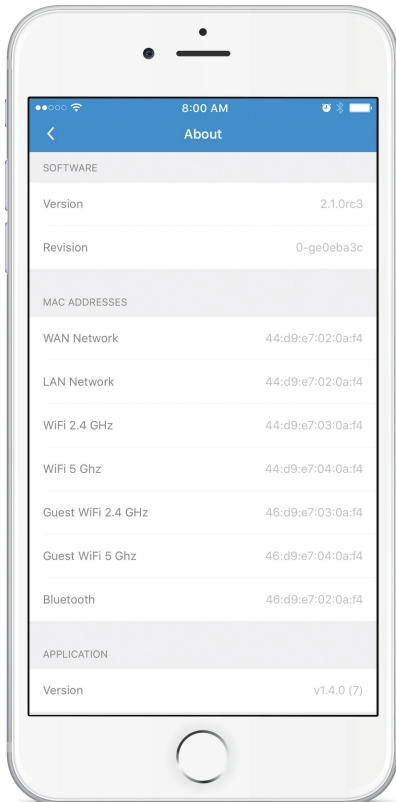 8:00 AM
About
SOFTWARE
Version 2.1.0rc3
Revision 0-ge0eba3c
MAC ADDRESSES
WAN Network 44:d9:e7:02:0a:f4
LAN Network 44:d9:e7:02:0a:f4
WiFi 2.4 GHz 44:d9:e7:03:0a:f4
WiFi 5 Ghz 44:d9:e7:04:0a:f4
Guest WiFi 2.4 GHz 46:d9:e7:03:0a:f4
Guest WiFi 5 Ghz 46:d9:e7:04:0a:f4
Bluetooth 46:d9:e7:02:0a:f4
APPLICATION
Version v1.4.0 (7)